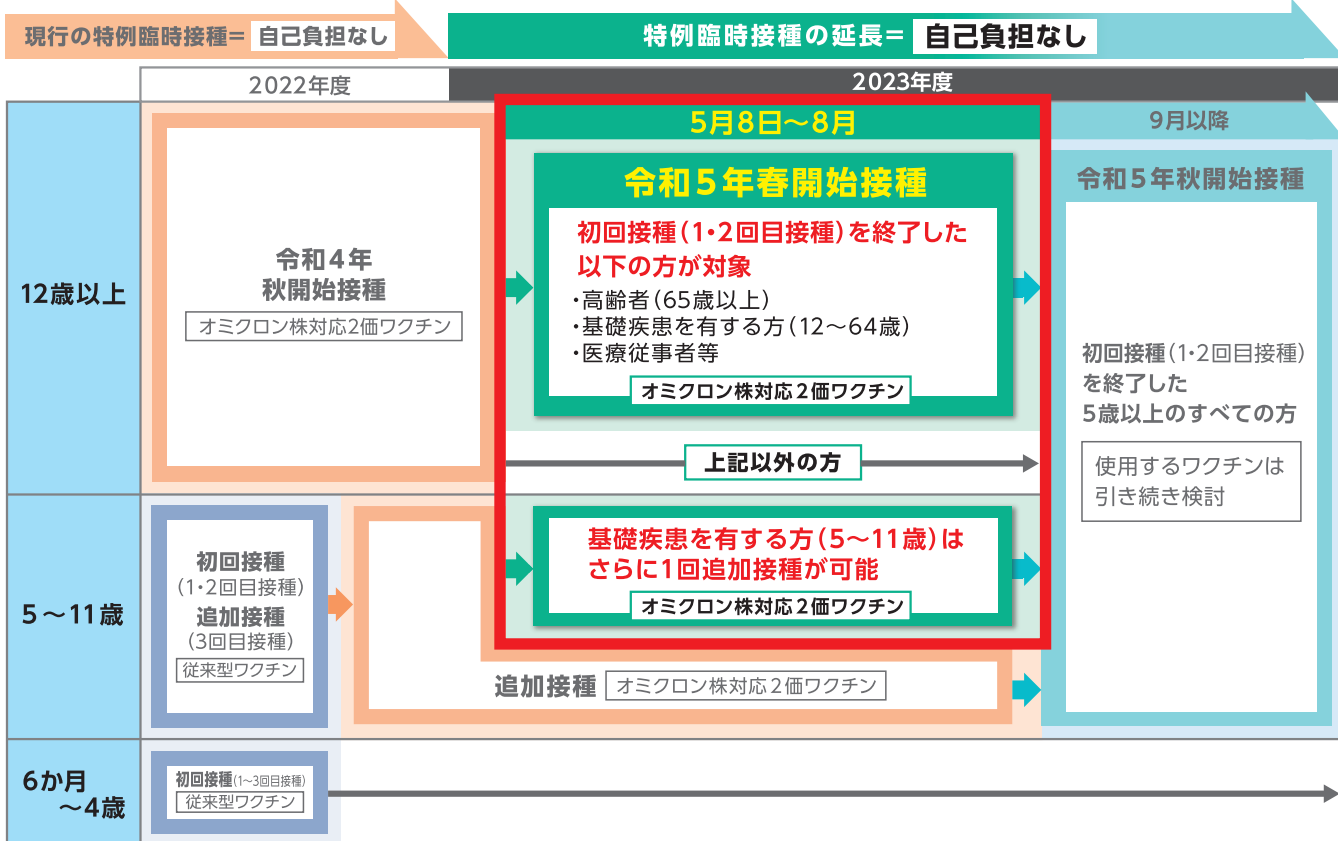 現行の特例臨時接種= 自己負担なし
特例臨時接種の延長= 自己負担なし
2022年度
2023年度
5月8日～8月
9月以降
12歳以上
令和4年
秋開始接種
オミクロン株対応2価ワクチン
令和5年春開始接種
初回接種(1・2回目接種)を終了した
以下の方が対象
・高齢者(65歳以上)
・基礎疾患を有する方(12～64歳)
・医療従事者等
オミクロン株対応2価ワクチン
上記以外の方
令和5年秋開始接種
初回接種(1・2回目接種)
を終了した
5歳以上のすべての方
使用するワクチンは
引き続き検討
5～11歳
初回接種
(1・2回目接種)
追加接種
(3回目接種)
従来型ワクチン
基礎疾患を有する方(5～11歳)は
さらに1回追加接種が可能
オミクロン株対応2価ワクチン
追加接種 オミクロン株対応2価ワクチン
6か月
～4歳
初回接種(1～3回目接種)
従来型ワクチン